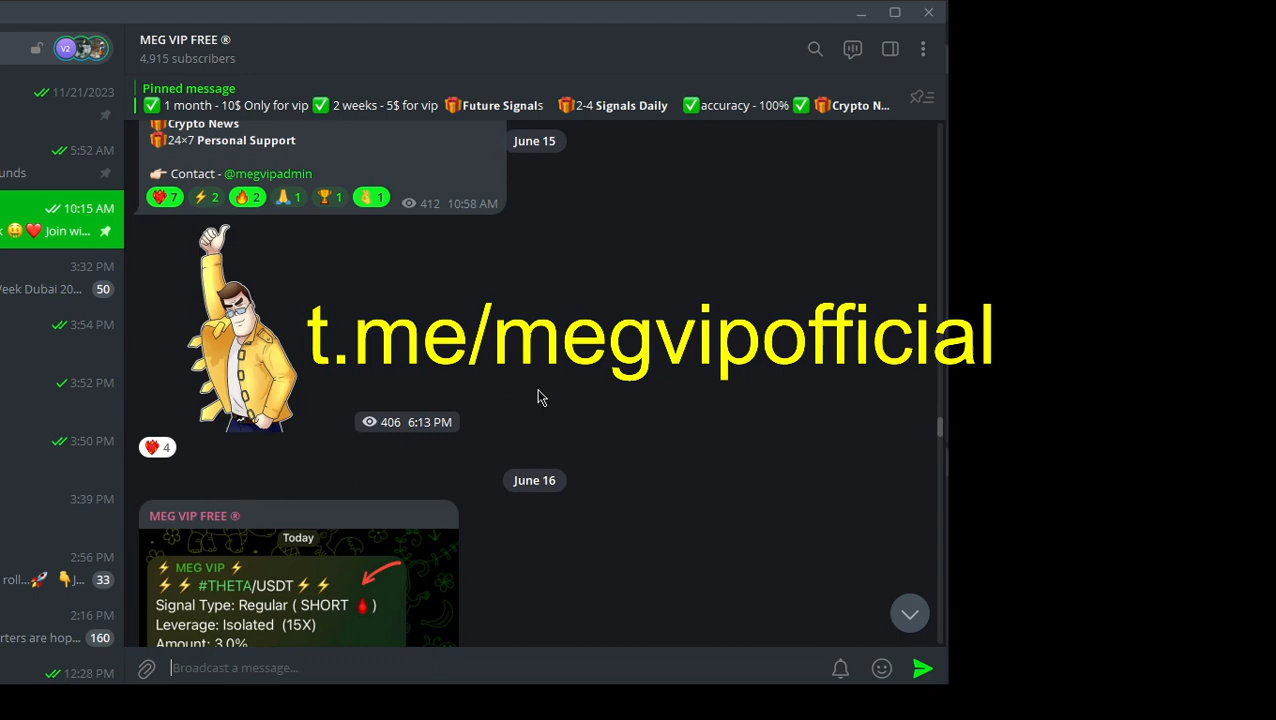 MEG VIP FREE ®
4,915 subscribers
V2
11/21/2023
Pinned message
✅ 1 month - 10$ Only for vip ✅ 2 weeks - 5$ for vip 🎁Future Signals 🎁2-4 Signals Daily ✅accuracy - 100% ✅ 🎁Crypto N...
🎁Crypto News
🎁24×7 Personal Support
June 15
5:52 AM
unds
👉🏻 Contact - @megvipadmin
❤️‍🔥 7 ⚡ 2 🔥 2 🙏 1 🏆 1 👌 1
412 10:58 AM
10:15 AM
k 🤑 ❤️ Join wi...
3:32 PM
Week Dubai 20... 50
3:54 PM
t.me/megvipofficial
3:52 PM
406 6:13 PM
3:50 PM
❤️‍🔥 4
June 16
3:39 PM
MEG VIP FREE ®
Today
2:56 PM
⚡ MEG VIP ⚡
roll...🚀 👇J... 33
⚡ ⚡ #THETA/USDT ⚡ ⚡
Signal Type: Regular ( SHORT 🩸 )
2:16 PM
Leverage: Isolated (15X)
rters are hop... 160
Amount: 3.0%
12:28 PM
Broadcast a message...